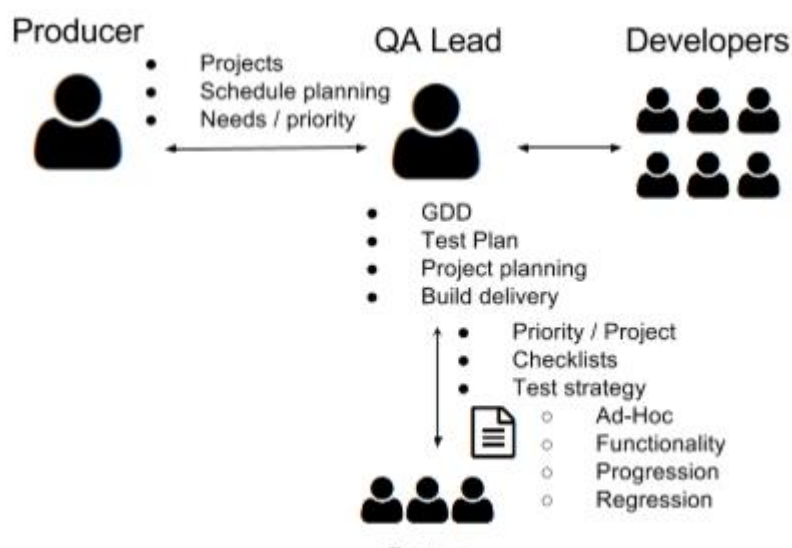 Producer
QA Lead
Developers
● Projects
● Schedule planning
● Needs / priority
● GDD
● Test Plan
● Project planning
● Build delivery
● Priority / Project
● Checklists
● Test strategy
○ Ad-Hoc
○ Functionality
○ Progression
○ Regression